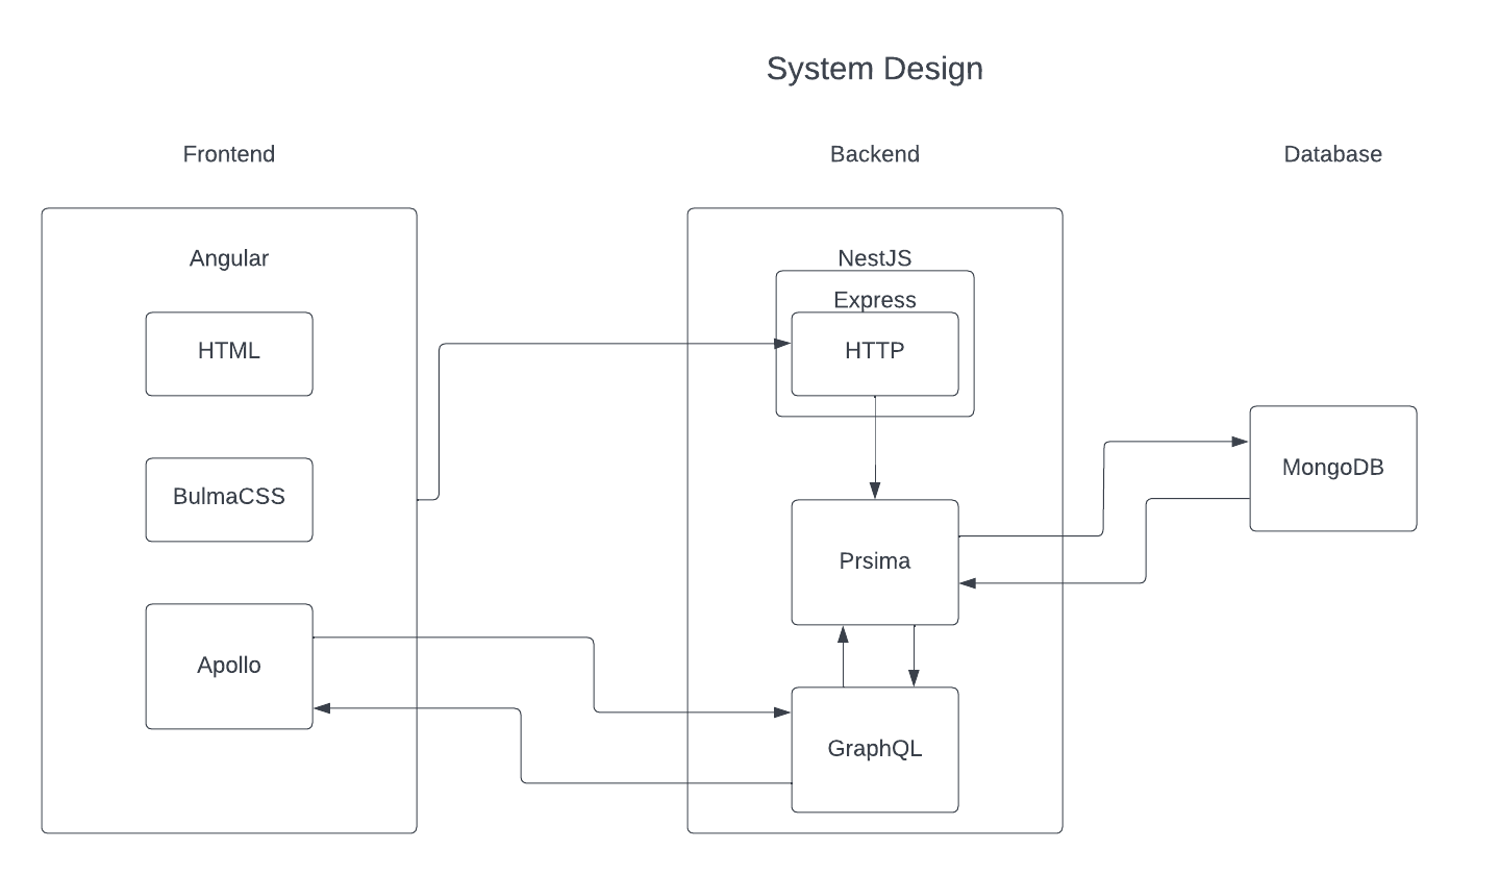 System Design
Frontend
Backend
Database
Angular
HTML
BulmaCSS
Apollo
NestJS
Express
HTTP
Prsima
GraphQL
MongoDB